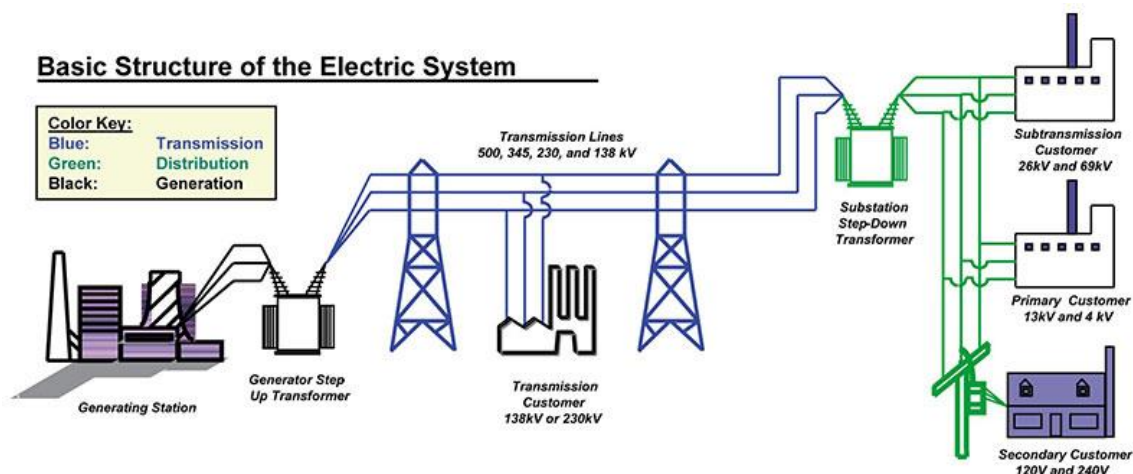 Basic Structure of the Electric System
Color Key:
Blue: Transmission
Green: Distribution
Black: Generation
Transmission Lines
500, 345, 230, and 138 kV
Generating Station
Generator Step
Up Transformer
Transmission
Customer
138kV or 230kV
Substation
Step-Down
Transformer
Subtransmission
Customer
26kV and 69kV
Primary Customer
13kV and 4 kV
Secondary Customer
120V and 240V